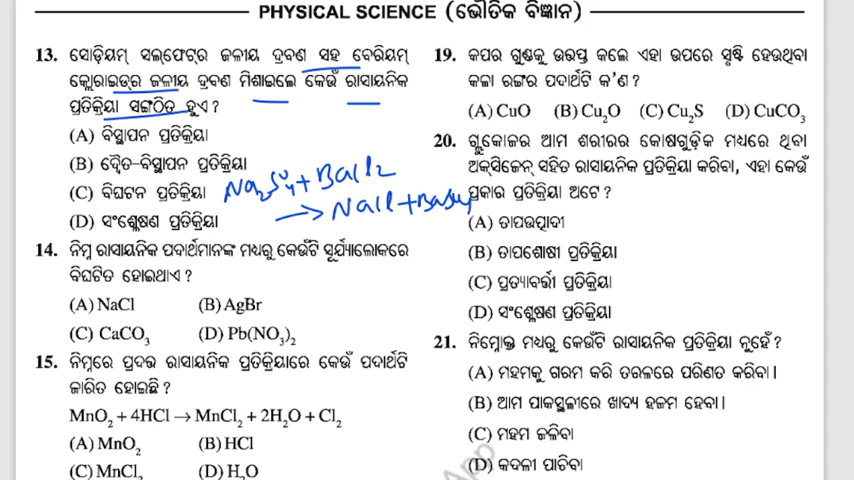 PHYSICAL SCIENCE (ଭୌତିକ ବିଜ୍ଞାନ)
13. ସୋଡ଼ିୟମ୍ ସଲ୍‌ଫେଟ୍‌ର ଜଳୀୟ ଦ୍ରବଣ ସହ ବେରିୟମ୍
କ୍ଲୋରାଇଡ୍‌ର ଜଳୀୟ ଦ୍ରବଣ ମିଶାଇଲେ କେଉଁ ରାସାୟନିକ
ପ୍ରତିକ୍ରିୟା ସଙ୍ଗଠିତ ହୁଏ ?
(A) ବିସ୍ଥାପନ ପ୍ରତିକ୍ରିୟା
(B) ଦ୍ୱୈତ-ବିସ୍ଥାପନ ପ୍ରତିକ୍ରିୟା
(C) ବିଘଟନ ପ୍ରତିକ୍ରିୟା
(D) ସଂଶ୍ଳେଷଣ ପ୍ରତିକ୍ରିୟା
Na₂SO₄ + BaCl₂
→ NaCl + BaSO₄
14. ନିମ୍ନ ରାସାୟନିକ ପଦାର୍ଥମାନଙ୍କ ମଧ୍ୟରୁ କେଉଁଟି ସୂର୍ଯ୍ୟାଲୋକରେ
ବିଘଟିତ ହୋଇଥାଏ ?
(A) NaCl (B) AgBr
(C) CaCO₃ (D) Pb(NO₃)₂
15. ନିମ୍ନରେ ପ୍ରଦତ୍ତ ରାସାୟନିକ ପ୍ରତିକ୍ରିୟାରେ କେଉଁ ପଦାର୍ଥଟି
ଜାରିତ ହୋଇଛି ?
MnO₂ + 4HCl → MnCl₂ + 2H₂O + Cl₂
(A) MnO₂ (B) HCl
(C) MnCl₂ (D) H₂O
19. କପର ଗୁଣ୍ଡକୁ ଉତ୍ତପ୍ତ କଲେ ଏହା ଉପରେ ସୃଷ୍ଟି ହେଉଥିବା
କଳା ରଙ୍ଗର ପଦାର୍ଥଟି କ'ଣ ?
(A) CuO (B) Cu₂O (C) Cu₂S (D) CuCO₃
20. ଗ୍ଲୁକୋଜର ଆମ ଶରୀରର କୋଷଗୁଡ଼ିକ ମଧ୍ୟରେ ଥିବା
ଅକ୍‌ସିଜେନ୍ ସହିତ ରାସାୟନିକ ପ୍ରତିକ୍ରିୟା କରିବା, ଏହା କେଉଁ
ପ୍ରକାର ପ୍ରତିକ୍ରିୟା ଅଟେ ?
(A) ତାପଉତ୍ପାଦୀ
(B) ତାପଶୋଷୀ ପ୍ରତିକ୍ରିୟା
(C) ପ୍ରତ୍ୟାବର୍ତ୍ତୀ ପ୍ରତିକ୍ରିୟା
(D) ସଂଶ୍ଳେଷଣ ପ୍ରତିକ୍ରିୟା
21. ନିମ୍ନୋକ୍ତ ମଧ୍ୟରୁ କେଉଁଟି ରାସାୟନିକ ପ୍ରତିକ୍ରିୟା ନୁହେଁ ?
(A) ମହମକୁ ଗରମ କରି ତରଳରେ ପରିଣତ କରିବା ।
(B) ଆମ ପାକସ୍ଥଳୀରେ ଖାଦ୍ୟ ହଜମ ହେବା ।
(C) ମହମ ଜଳିବା
(D) କଦଳୀ ପାଚିବା
App